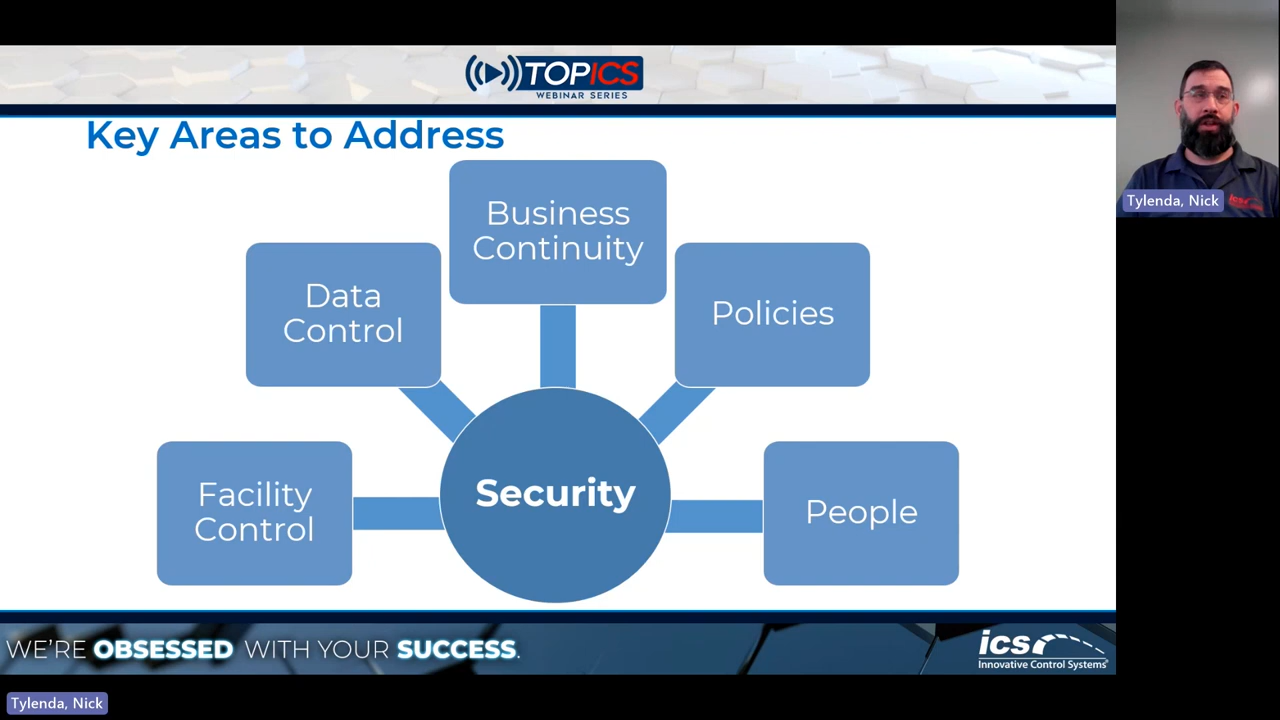 TOPICS
WEBINAR SERIES
Key Areas to Address
Business
Continuity
Data
Control
Policies
Facility
Control
Security
People
WE'RE OBSESSED WITH YOUR SUCCESS.
ics
Innovative Control Systems
Tylenda, Nick
ics
Tylenda, Nick